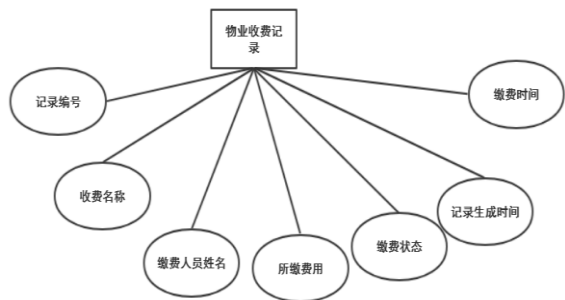 物业收费记
录
记录编号
缴费时间
收费名称
记录生成时间
缴费状态
缴费人员姓名
所缴费用